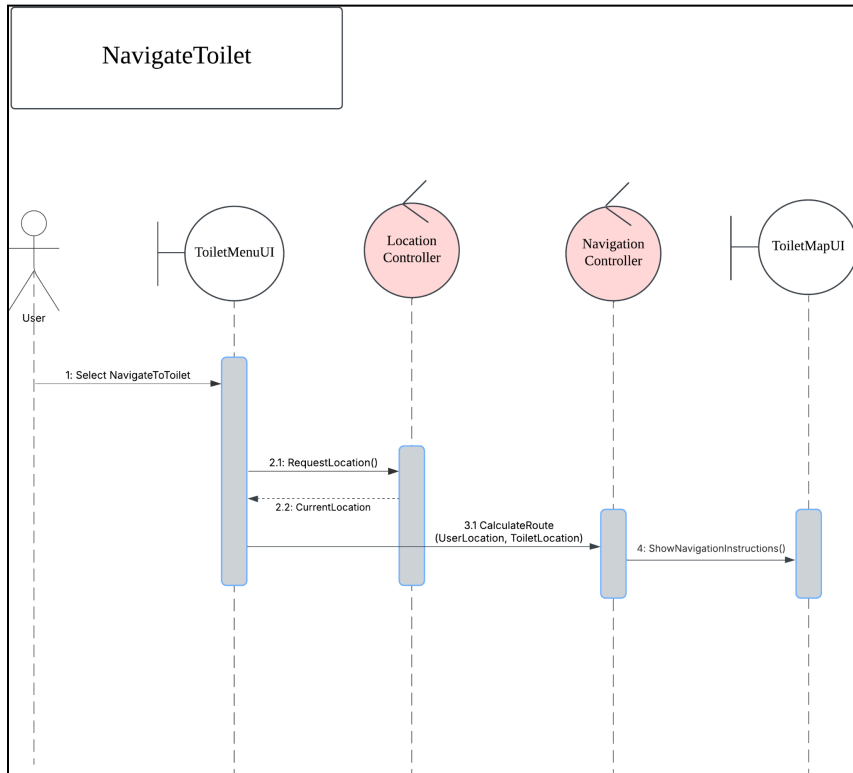 NavigateToilet
ToiletMenuUI
Location
Controller
Navigation
Controller
ToiletMapUI
User
1: Select NavigateToToilet
2.1: RequestLocation()
2.2: CurrentLocation
3.1 CalculateRoute
(UserLocation, ToiletLocation)
4: ShowNavigationInstructions()